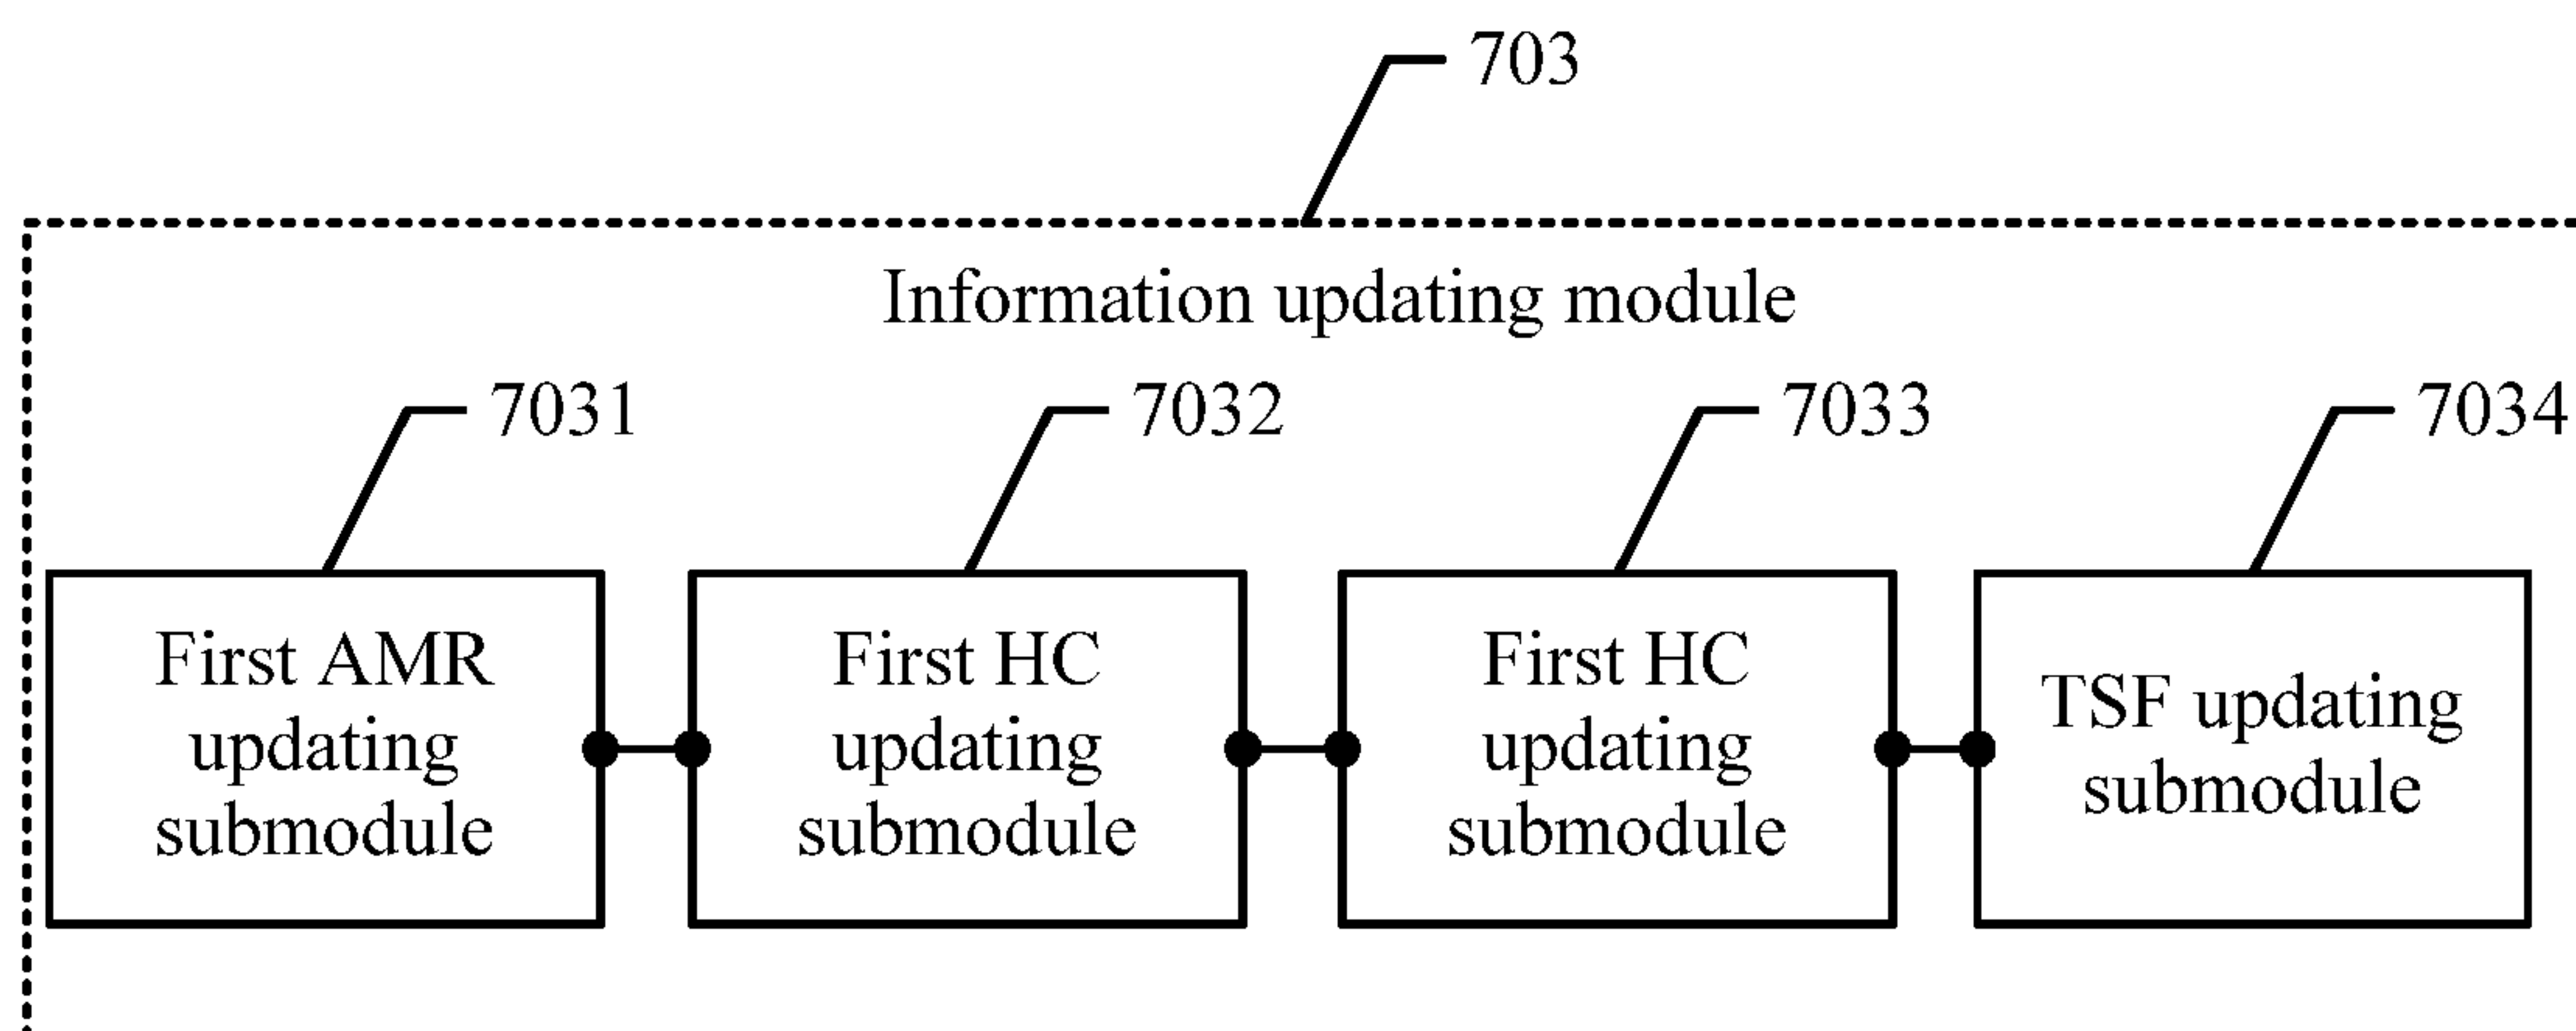 703
Information updating module
7031
7032
7033
7034
First AMR
updating
submodule
First HC
updating
submodule
First HC
updating
submodule
TSF updating
submodule